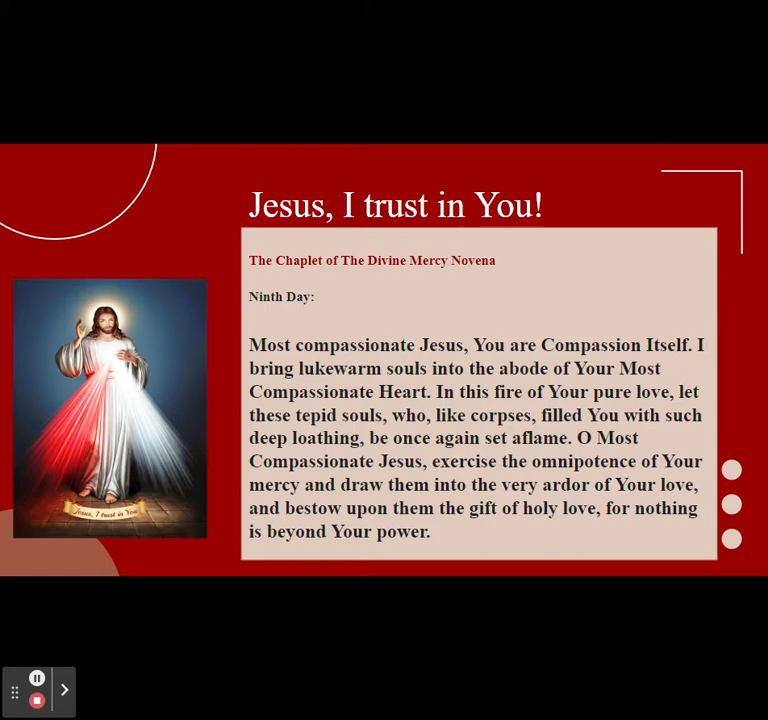 Jesus, I trust in You!
The Chaplet of The Divine Mercy Novena
Ninth Day:
Most compassionate Jesus, You are Compassion Itself. I
bring lukewarm souls into the abode of Your Most
Compassionate Heart. In this fire of Your pure love, let
these tepid souls, who, like corpses, filled You with such
deep loathing, be once again set aflame. O Most
Compassionate Jesus, exercise the omnipotence of Your
mercy and draw them into the very ardor of Your love,
and bestow upon them the gift of holy love, for nothing
is beyond Your power.
Jesus, I trust in You